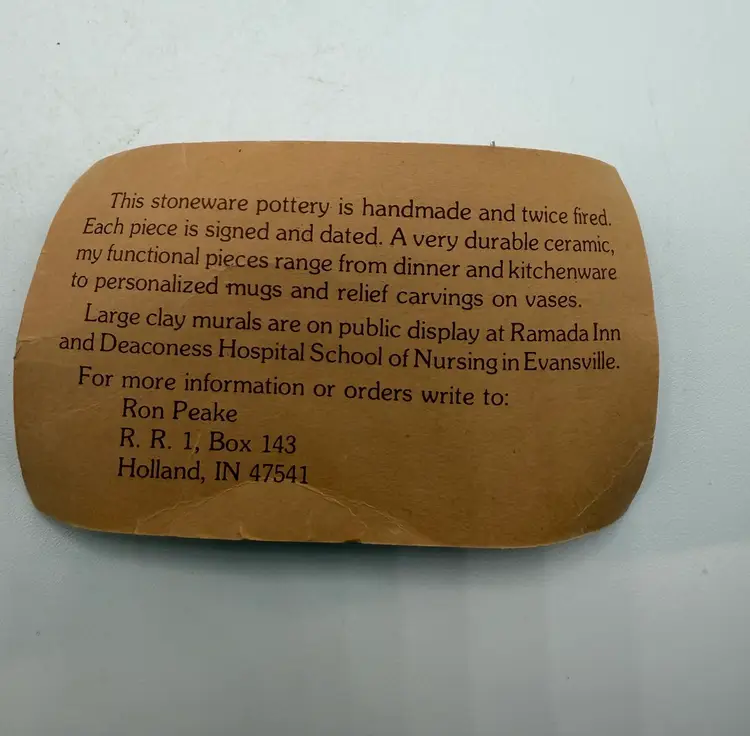 This stoneware pottery is handmade and twice fired.
Each piece is signed and dated. A very durable ceramic,
my functional pieces range from dinner and kitchenware
to personalized mugs and relief carvings on vases.
Large clay murals are on public display at Ramada Inn
and Deaconess Hospital School of Nursing in Evansville.
For more information or orders write to:
Ron Peake
R. R. 1, Box 143
Holland, IN 47541